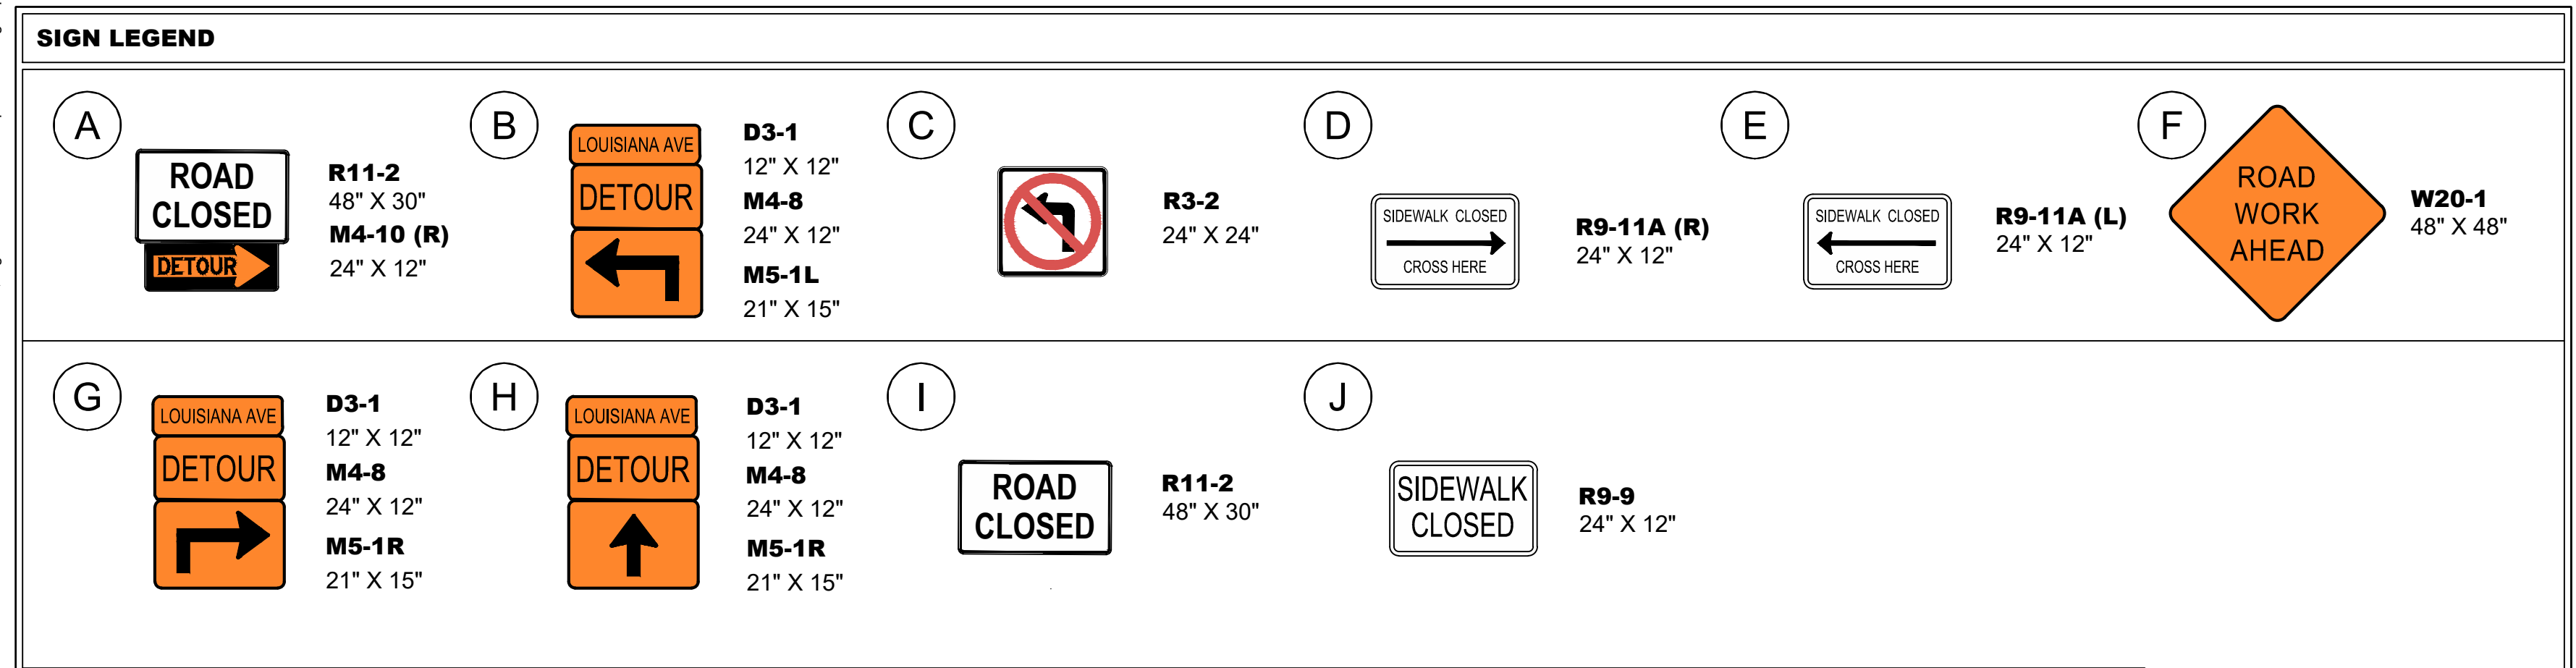 SIGN LEGEND
A
ROAD
CLOSED
DETOUR
R11-2
48" X 30"
M4-10 (R)
24" X 12"
B
LOUISIANA AVE
DETOUR
D3-1
12" X 12"
M4-8
24" X 12"
M5-1L
21" X 15"
C
R3-2
24" X 24"
D
SIDEWALK CLOSED
CROSS HERE
R9-11A (R)
24" X 12"
E
SIDEWALK CLOSED
CROSS HERE
R9-11A (L)
24" X 12"
F
ROAD
WORK
AHEAD
W20-1
48" X 48"
G
LOUISIANA AVE
DETOUR
D3-1
12" X 12"
M4-8
24" X 12"
M5-1R
21" X 15"
H
LOUISIANA AVE
DETOUR
D3-1
12" X 12"
M4-8
24" X 12"
M5-1R
21" X 15"
I
ROAD
CLOSED
R11-2
48" X 30"
J
SIDEWALK
CLOSED
R9-9
24" X 12"